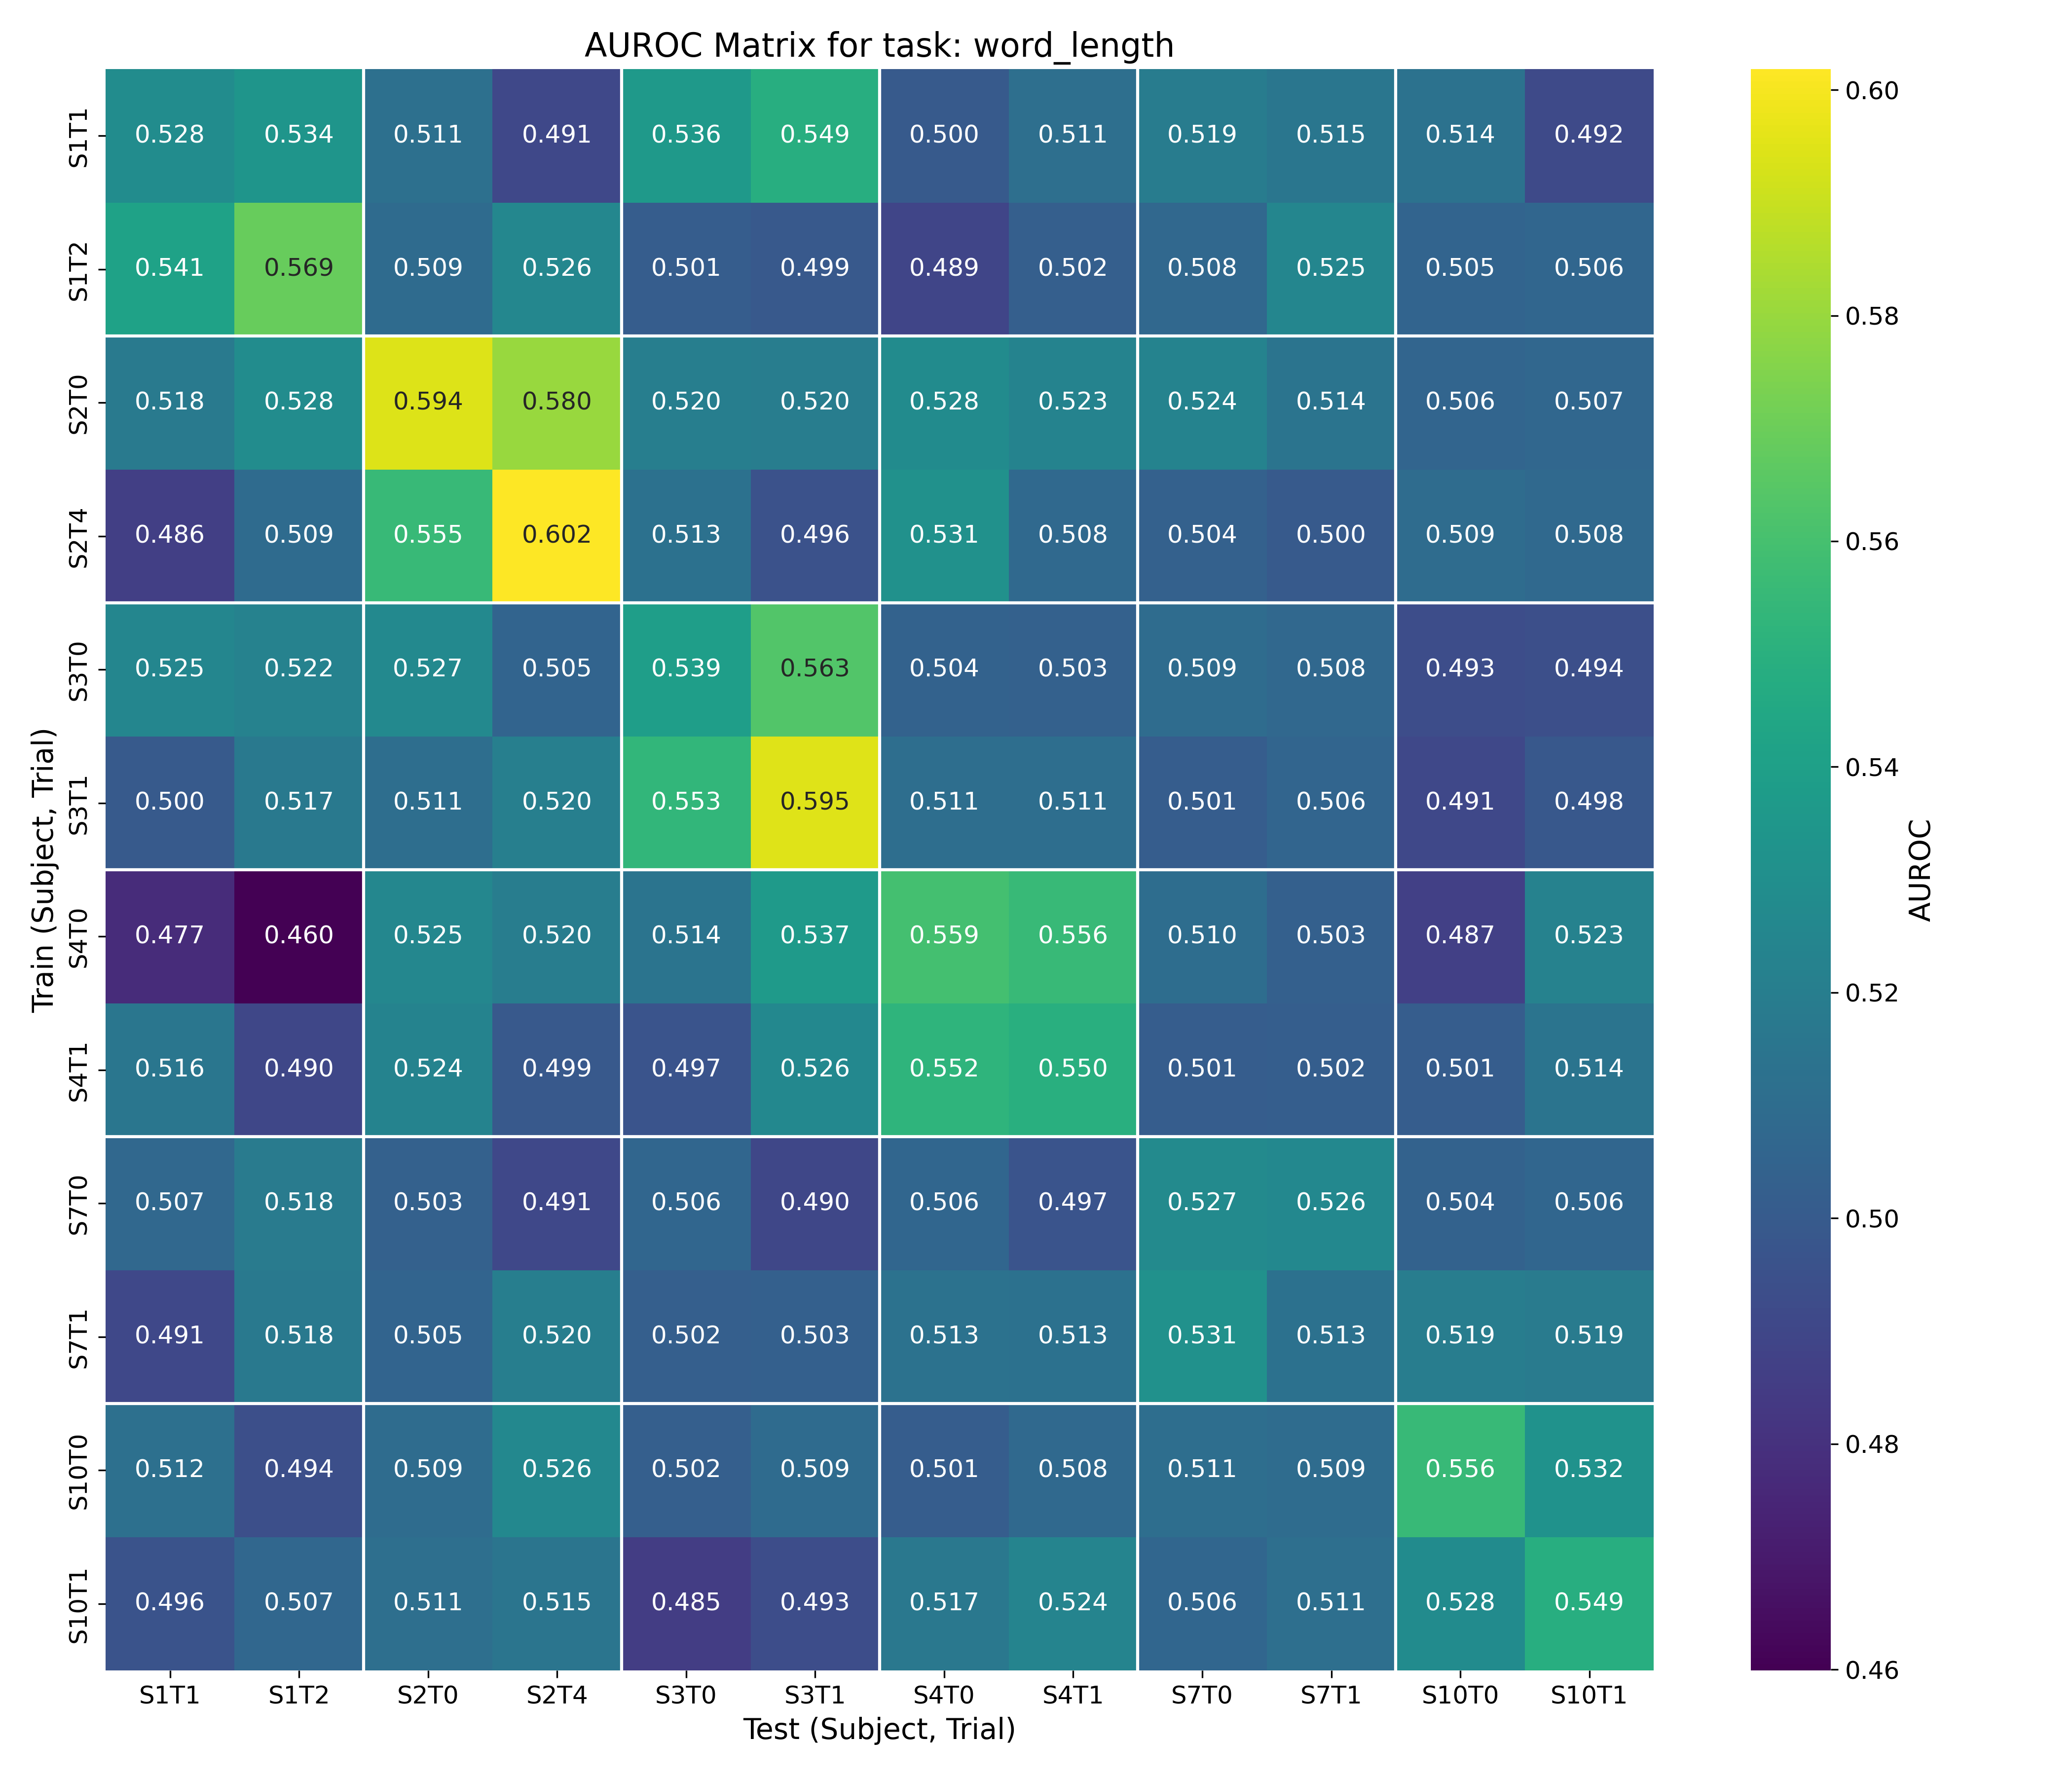 AUROC Matrix for task: word_length
S1T1 0.528 0.534 0.511 0.491 0.536 0.549 0.500 0.511 0.519 0.515 0.514 0.492
S1T2 0.541 0.569 0.509 0.526 0.501 0.499 0.489 0.502 0.508 0.525 0.505 0.506
S2T0 0.518 0.528 0.594 0.580 0.520 0.520 0.528 0.523 0.524 0.514 0.506 0.507
S2T4 0.486 0.509 0.555 0.602 0.513 0.496 0.531 0.508 0.504 0.500 0.509 0.508
S3T0 0.525 0.522 0.527 0.505 0.539 0.563 0.504 0.503 0.509 0.508 0.493 0.494
S3T1 0.500 0.517 0.511 0.520 0.553 0.595 0.511 0.511 0.501 0.506 0.491 0.498
S4T0 0.477 0.460 0.525 0.520 0.514 0.537 0.559 0.556 0.510 0.503 0.487 0.523
S4T1 0.516 0.490 0.524 0.499 0.497 0.526 0.552 0.550 0.501 0.502 0.501 0.514
S7T0 0.507 0.518 0.503 0.491 0.506 0.490 0.506 0.497 0.527 0.526 0.504 0.506
S7T1 0.491 0.518 0.505 0.520 0.502 0.503 0.513 0.513 0.531 0.513 0.519 0.519
S10T0 0.512 0.494 0.509 0.526 0.502 0.509 0.501 0.508 0.511 0.509 0.556 0.532
S10T1 0.496 0.507 0.511 0.515 0.485 0.493 0.517 0.524 0.506 0.511 0.528 0.549
S1T1 S1T2 S2T0 S2T4 S3T0 S3T1 S4T0 S4T1 S7T0 S7T1 S10T0 S10T1
Test (Subject, Trial)
Train (Subject, Trial)
0.60
0.58
0.56
0.54
0.52
0.50
0.48
0.46
AUROC